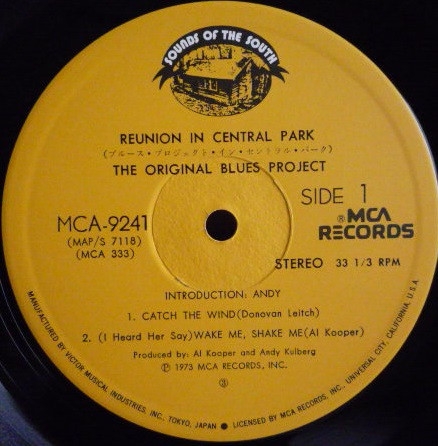 SOUNDS OF THE SOUTH
REUNION IN CENTRAL PARK
(ブルース・プロジェクト・イン・セントラル・パーク)
THE ORIGINAL BLUES PROJECT
SIDE 1
MCA-9241
(MAP/S 7118)
(MCA 333)
® MCA
RECORDS
STEREO 33 1/3 RPM
INTRODUCTION: ANDY
1. CATCH THE WIND(Donovan Leitch)
2. (I Heard Her Say)WAKE ME, SHAKE ME(Al Kooper)
Produced by: Al Kooper and Andy Kulberg
Ⓟ 1973 MCA RECORDS, INC.
MANUFACTURED BY VICTOR MUSICAL INDUSTRIES, INC., TOKYO, JAPAN ● LICENSED BY MCA RECORDS, INC., UNIVERSAL CITY, CALIFORNIA, U.S.A.